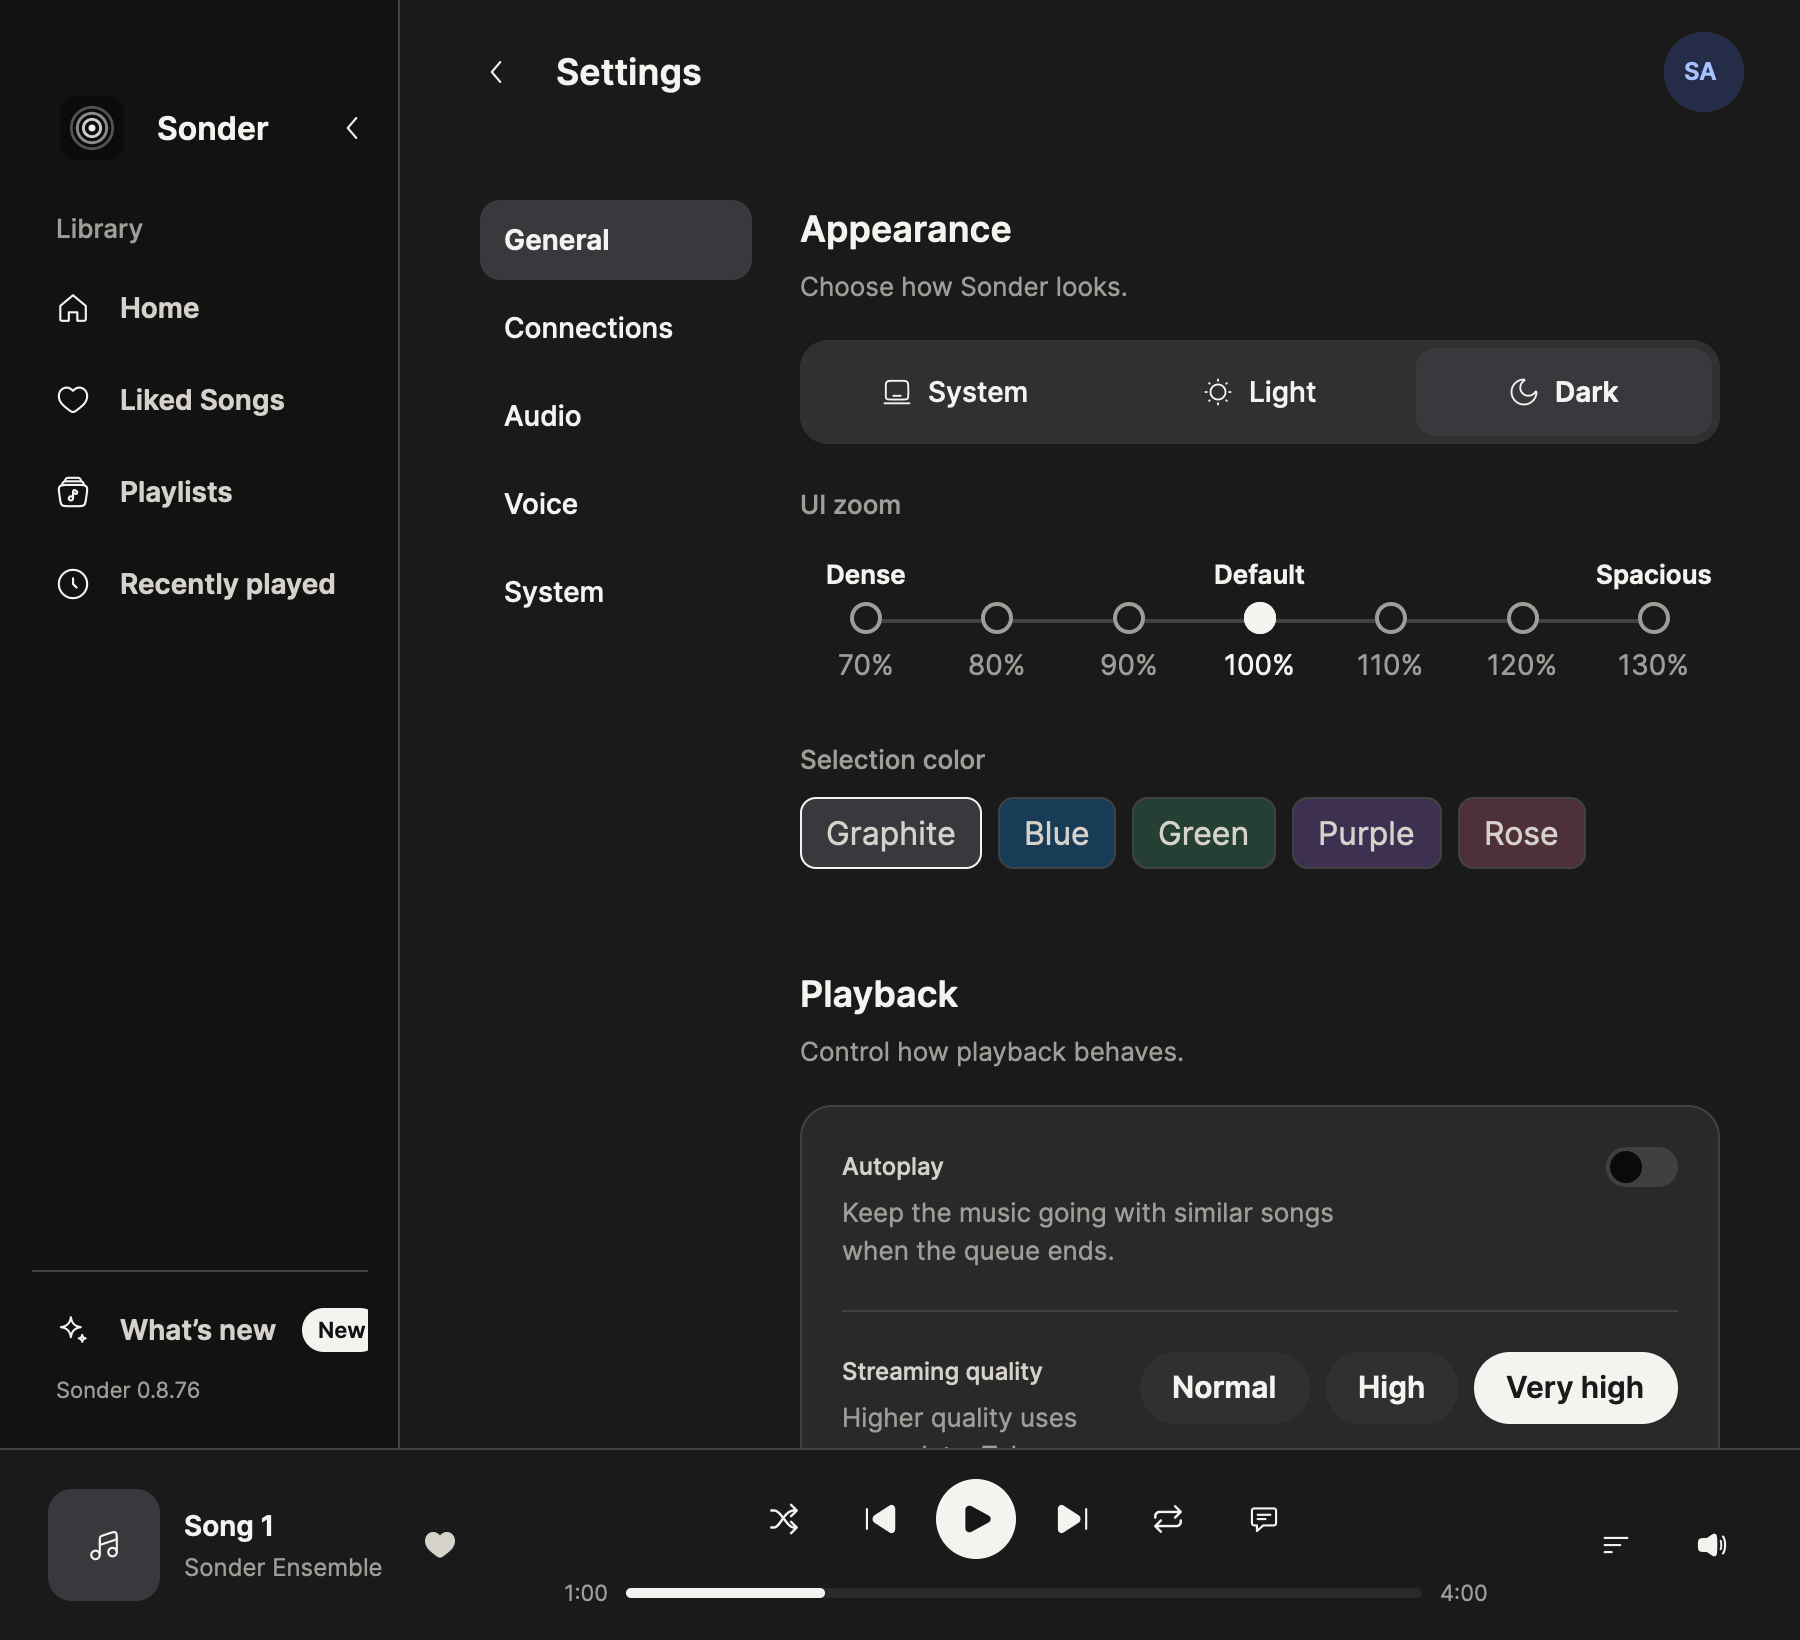 Sonder
Library
Home
Liked Songs
Playlists
Recently played
What's new
New
Sonder 0.8.76
Settings
SA
General
Connections
Audio
Voice
System
Appearance
Choose how Sonder looks.
System Light Dark
UI zoom
Dense Default Spacious
70% 80% 90% 100% 110% 120% 130%
Selection color
Graphite Blue Green Purple Rose
Playback
Control how playback behaves.
Autoplay
Keep the music going with similar songs
when the queue ends.
Streaming quality
Higher quality uses
Normal High Very high
Song 1
Sonder Ensemble
1:00
4:00